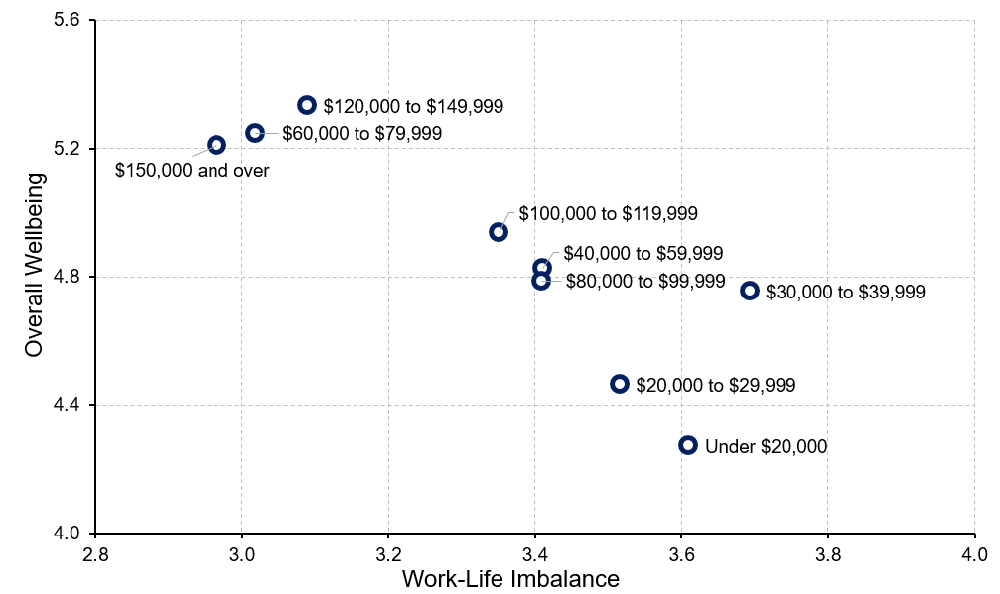 5.6
$120,000 to $149,999
$60,000 to $79,999
5.2
$150,000 and over
$100,000 to $119,999
$40,000 to $59,999
4.8
$80,000 to $99,999
$30,000 to $39,999
Overall Wellbeing
$20,000 to $29,999
4.4
Under $20,000
4.0
2.8 3.0 3.2 3.4 3.6 3.8 4.0
Work-Life Imbalance